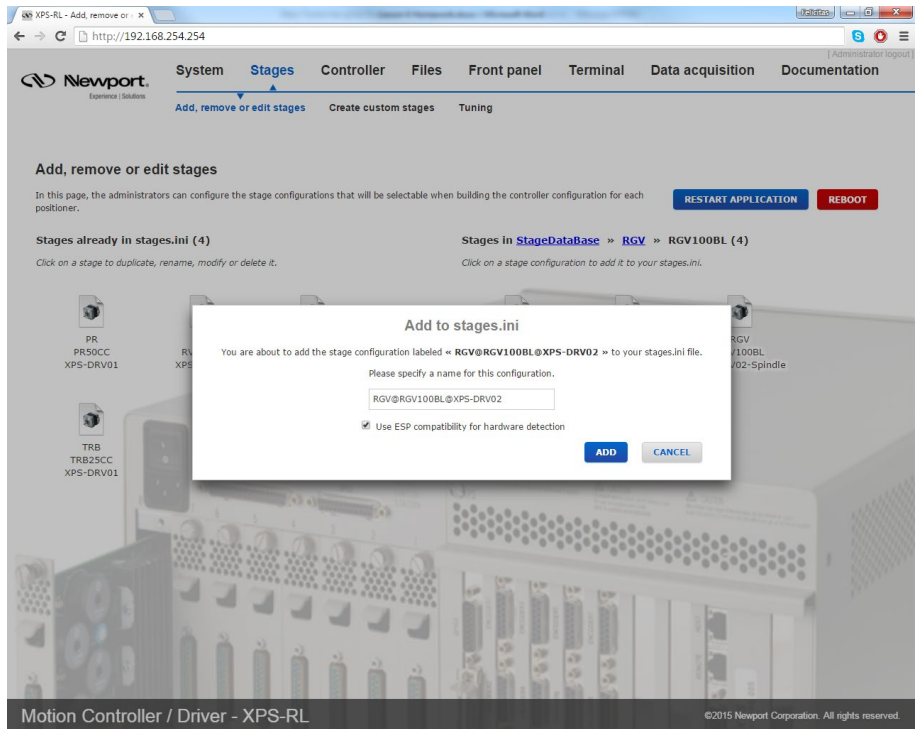 XPS-RL - Add, remove or
Felicitas
http://192.168.254.254
[ Administrator logout ]
Newport.
Experience | Solutions
System Stages Controller Files Front panel Terminal Data acquisition Documentation
Add, remove or edit stages Create custom stages Tuning
Add, remove or edit stages
In this page, the administrators can configure the stage configurations that will be selectable when building the controller configuration for each
positioner.
RESTART APPLICATION REBOOT
Stages already in stages.ini (4)
Click on a stage to duplicate, rename, modify or delete it.
Stages in StageDataBase » RGV » RGV100BL (4)
Click on a stage configuration to add it to your stages.ini.
PR
PR50CC
XPS-DRV01
TRB
TRB25CC
XPS-DRV01
RGV
Add to stages.ini
You are about to add the stage configuration labeled « RGV@RGV100BL@XPS-DRV02 » to your stages.ini file.
Please specify a name for this configuration.
RGV@RGV100BL@XPS-DRV02
Use ESP compatibility for hardware detection
ADD CANCEL
Motion Controller / Driver - XPS-RL
©2015 Newport Corporation. All rights reserved.